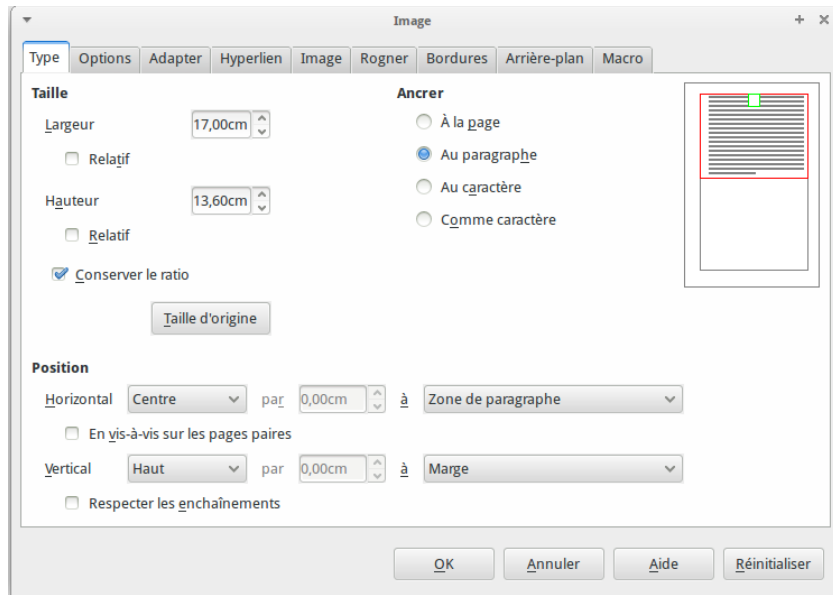 Image
Type Options Adapter Hyperlien Image Rogner Bordures Arrière-plan Macro
Taille
Largeur 17,00cm
Relatif
Hauteur 13,60cm
Relatif
Conserver le ratio
Taille d'origine
Ancrer
À la page
Au paragraphe
Au caractère
Comme caractère
Position
Horizontal Centre par 0,00cm à Zone de paragraphe
En vis-à-vis sur les pages paires
Vertical Haut par 0,00cm à Marge
Respecter les enchaînements
OK Annuler Aide Réinitialiser